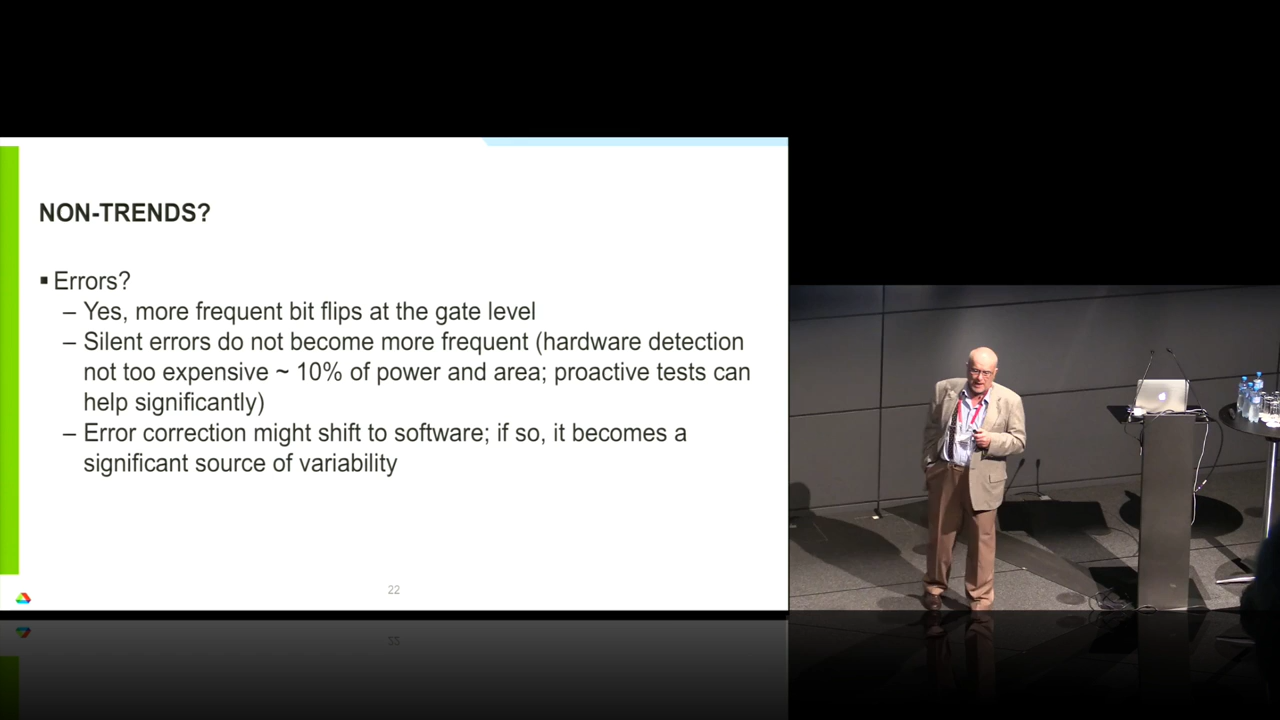 NON-TRENDS?
▪ Errors?
– Yes, more frequent bit flips at the gate level
– Silent errors do not become more frequent (hardware detection
not too expensive ~ 10% of power and area; proactive tests can
help significantly)
– Error correction might shift to software; if so, it becomes a
significant source of variability
22